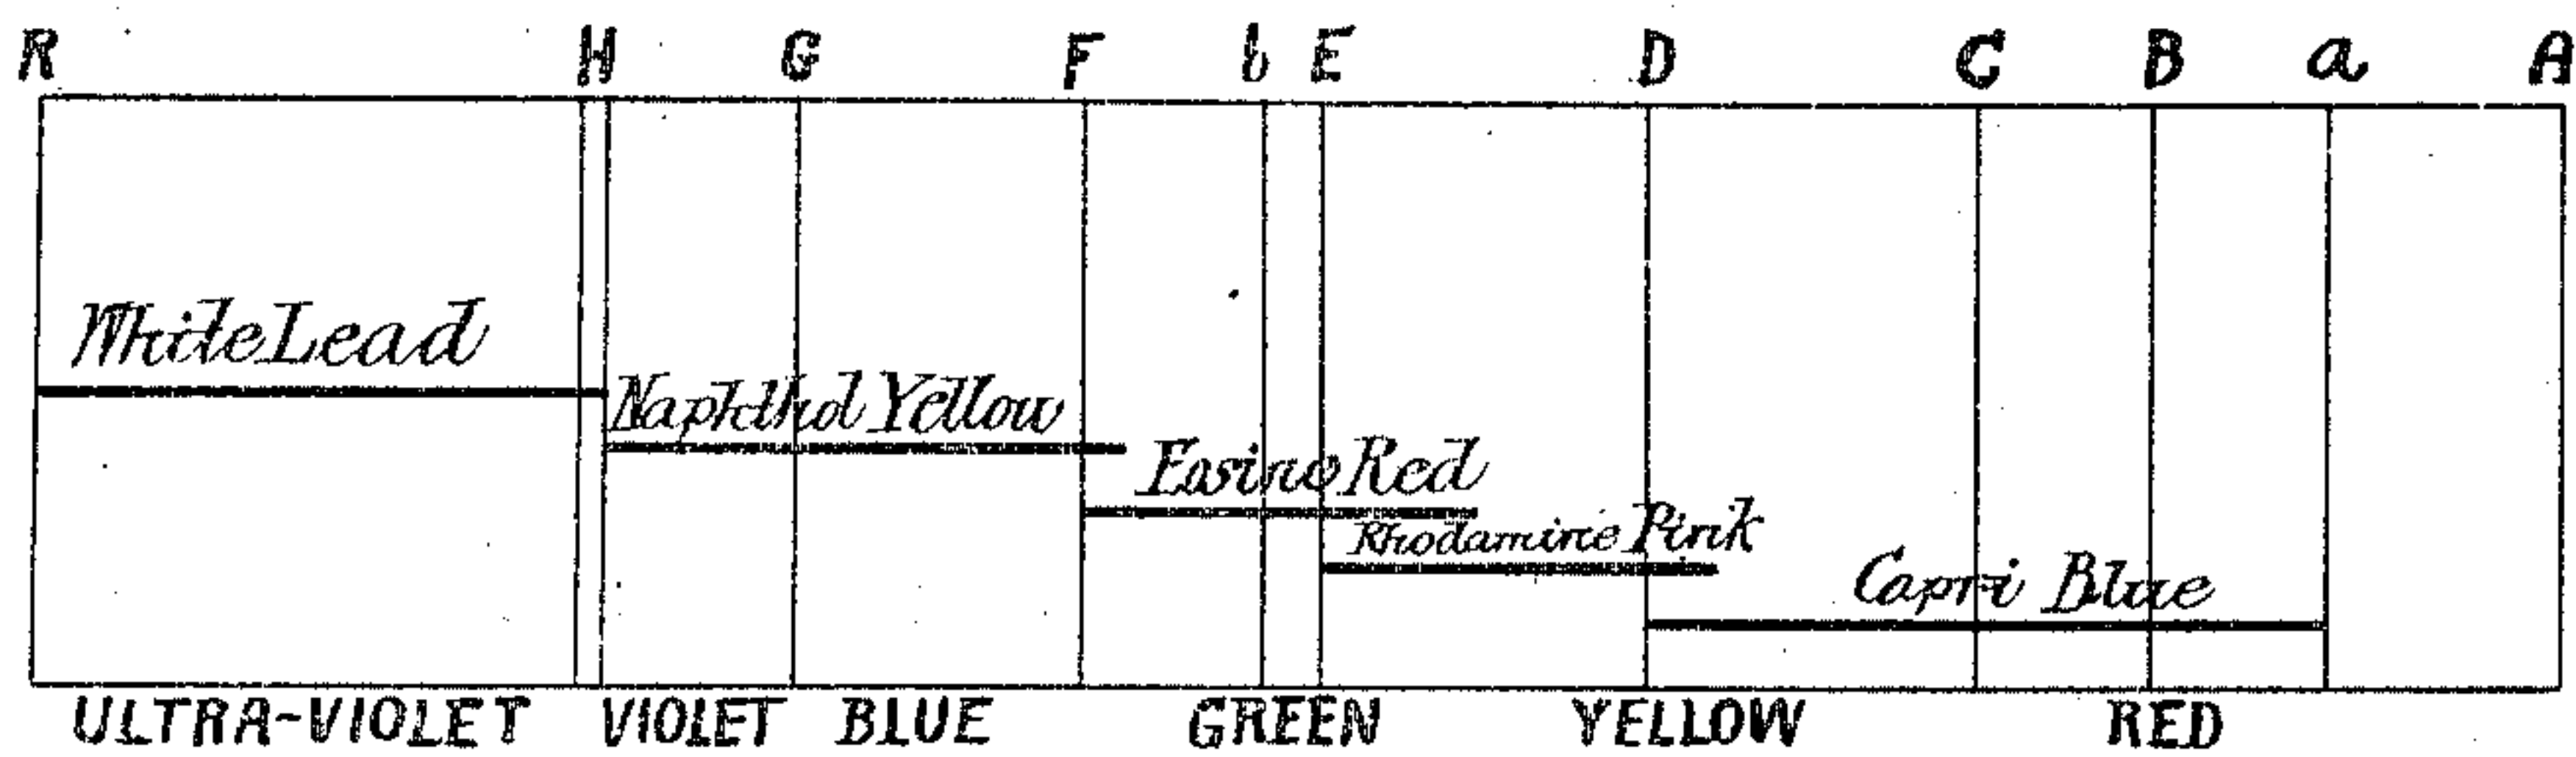 R H G F b E D C B a A
White Lead
Naphthol Yellow
Eosine Red
Rhodamine Pink
Capri Blue
ULTRA-VIOLET VIOLET BLUE GREEN YELLOW RED